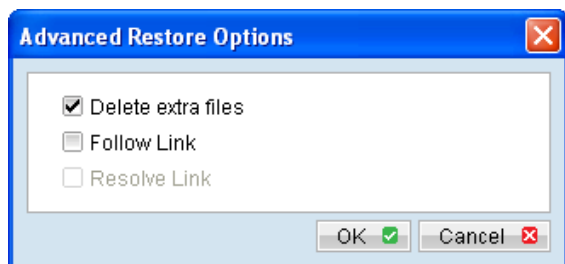 Advanced Restore Options
Delete extra files
Follow Link
Resolve Link
OK Cancel